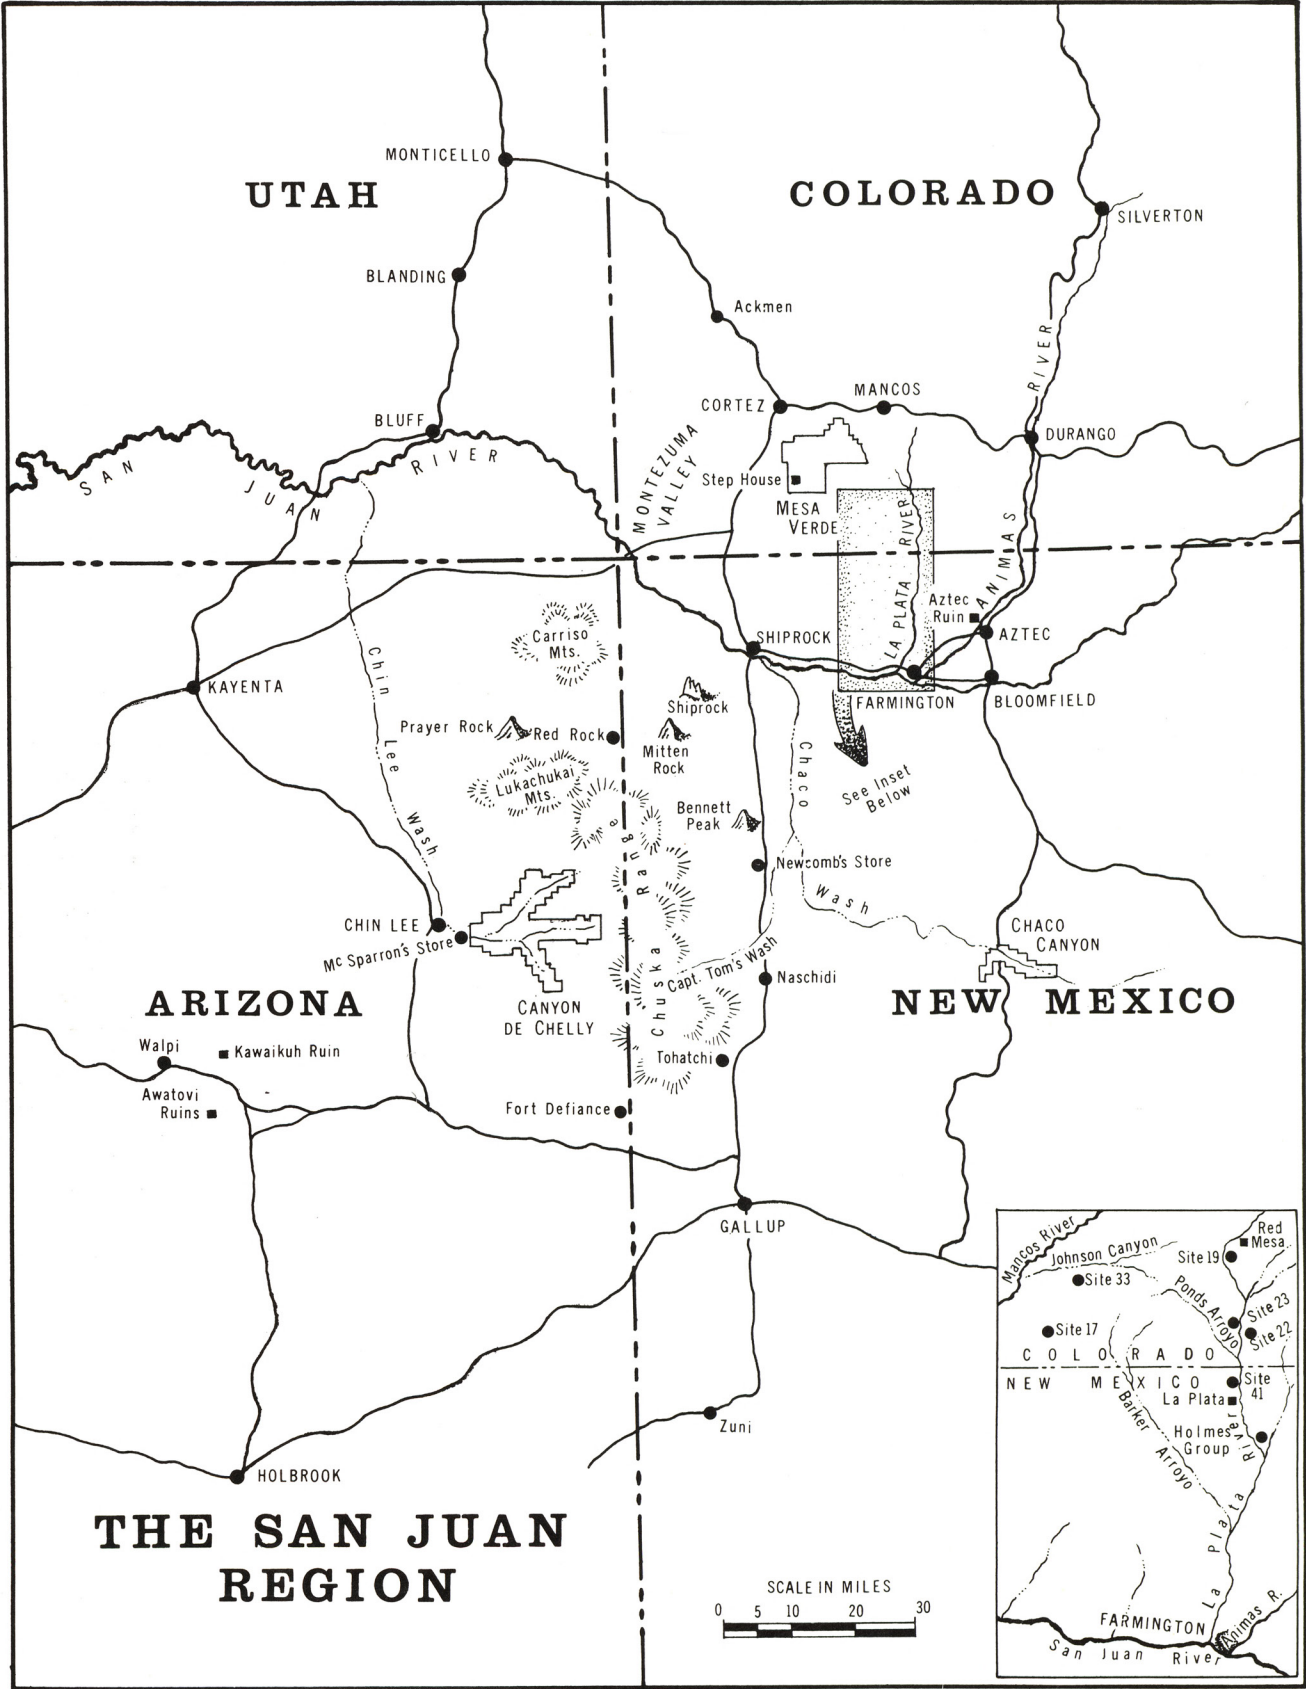 MONTICELLO
UTAH
COLORADO
SILVERTON
BLANDING
Ackmen
RIVER
MANCOS
CORTEZ
BLUFF
DURANGO
SAN
JUAN
RIVER
MONTEZUMA
VALLEY
Step House
MESA
VERDE
LA PLATA RIVER
ANIMAS
Aztec
Ruin
AZTEC
Carriso
Mts.
SHIPROCK
KAYENTA
Chin Lee Wash
FARMINGTON
BLOOMFIELD
Shiprock
Prayer Rock
Red Rock
Mitten
Rock
Lukachukai
Mts.
Chaco
See Inset
Below
Bennett
Peak
Chuska Range
Newcomb's Store
Wash
CHIN LEE
Mc Sparron's Store
CHACO
CANYON
Capt. Tom's Wash
Naschidi
ARIZONA
CANYON
DE CHELLY
NEW MEXICO
Walpi
Kawaikuh Ruin
Tohatchi
Awatovi
Ruins
Fort Defiance
GALLUP
Zuni
HOLBROOK
THE SAN JUAN
REGION
SCALE IN MILES
0 5 10 20 30
Mancos River
Johnson Canyon
Red
Mesa
Site 19
Site 33
Ponds Arroyo
Site 23
Site 22
Site 17
COLORADO
NEW MEXICO
Site
41
La Plata
Barker Arroyo
Holmes
Group
La Plata River
FARMINGTON
Animas R.
San Juan River